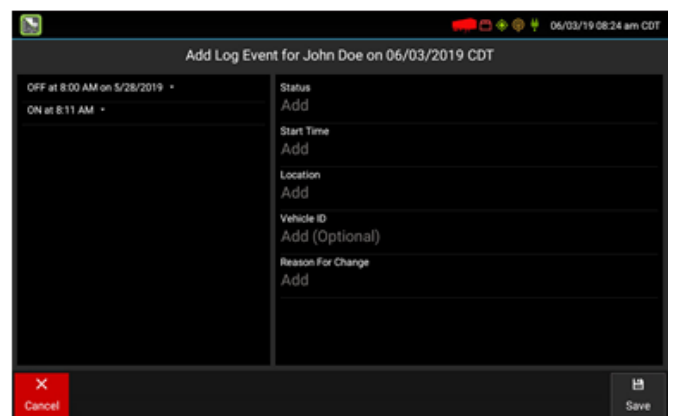 06/03/19 08:24 am CDT
Add Log Event for John Doe on 06/03/2019 CDT
OFF at 8:00 AM on 5/28/2019 -
ON at 8:11 AM -
Status
Add
Start Time
Add
Location
Add
Vehicle ID
Add (Optional)
Reason For Change
Add
Cancel
Save